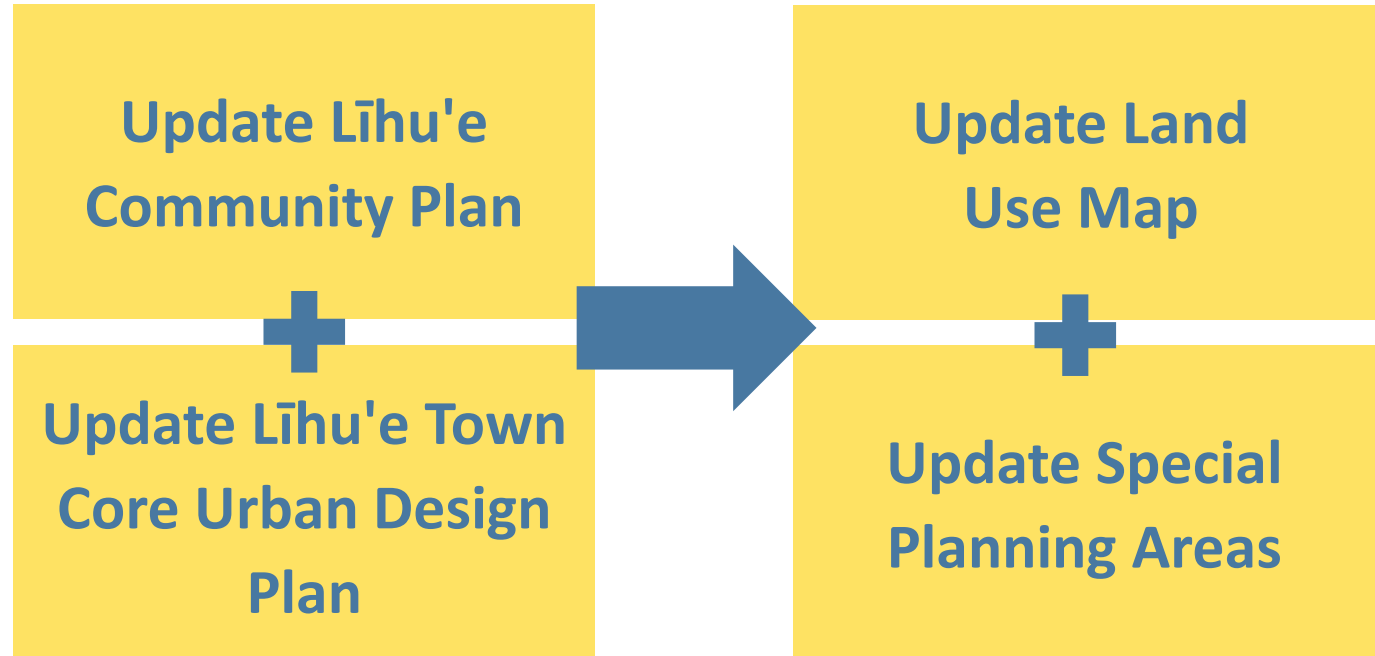 Update Līhu'e
Community Plan
Update Līhu'e Town
Core Urban Design
Plan
Update Land
Use Map
Update Special
Planning Areas